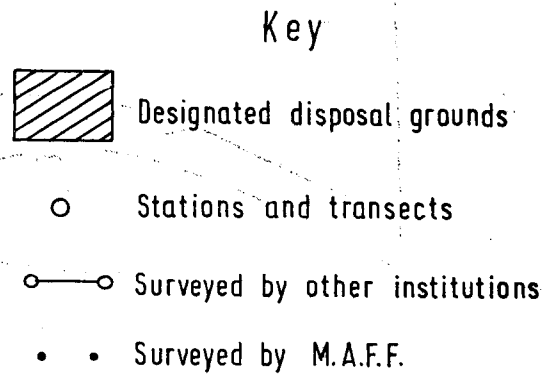 Key
Designated disposal grounds
Stations and transects
Surveyed by other institutions
Surveyed by M.A.F.F.